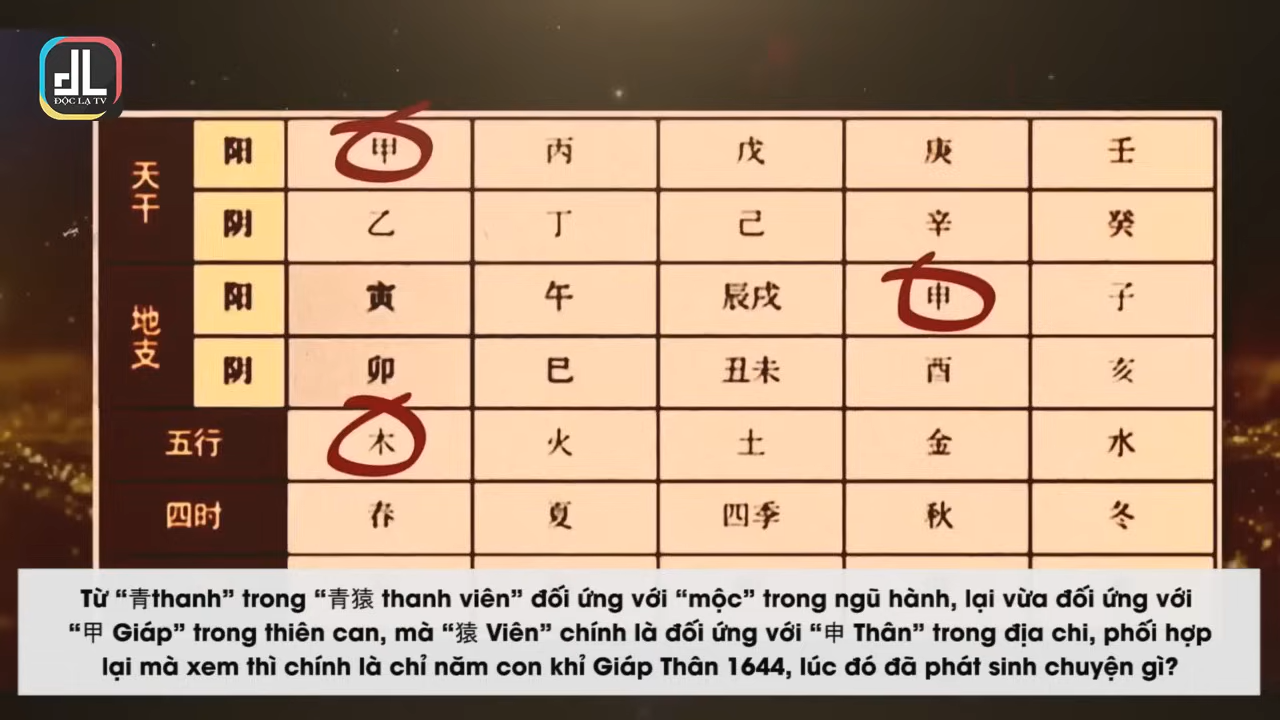 ĐỘC LẠ TV
天干 阳 甲 丙 戊 庚 壬
阴 乙 丁 己 辛 癸
地支 阳 寅 午 辰戌 申 子
阴 卯 巳 丑未 酉 亥
五行 木 火 土 金 水
四时 春 夏 四季 秋 冬
Từ “青thanh” trong “青猿 thanh viên” đối ứng với “mộc” trong ngũ hành, lại vừa đối ứng với
“甲 Giáp” trong thiên can, mà “猿 Viên” chính là đối ứng với “申 Thân” trong địa chi, phối hợp
lại mà xem thì chính là chỉ năm con khỉ Giáp Thân 1644, lúc đó đã phát sinh chuyện gì?